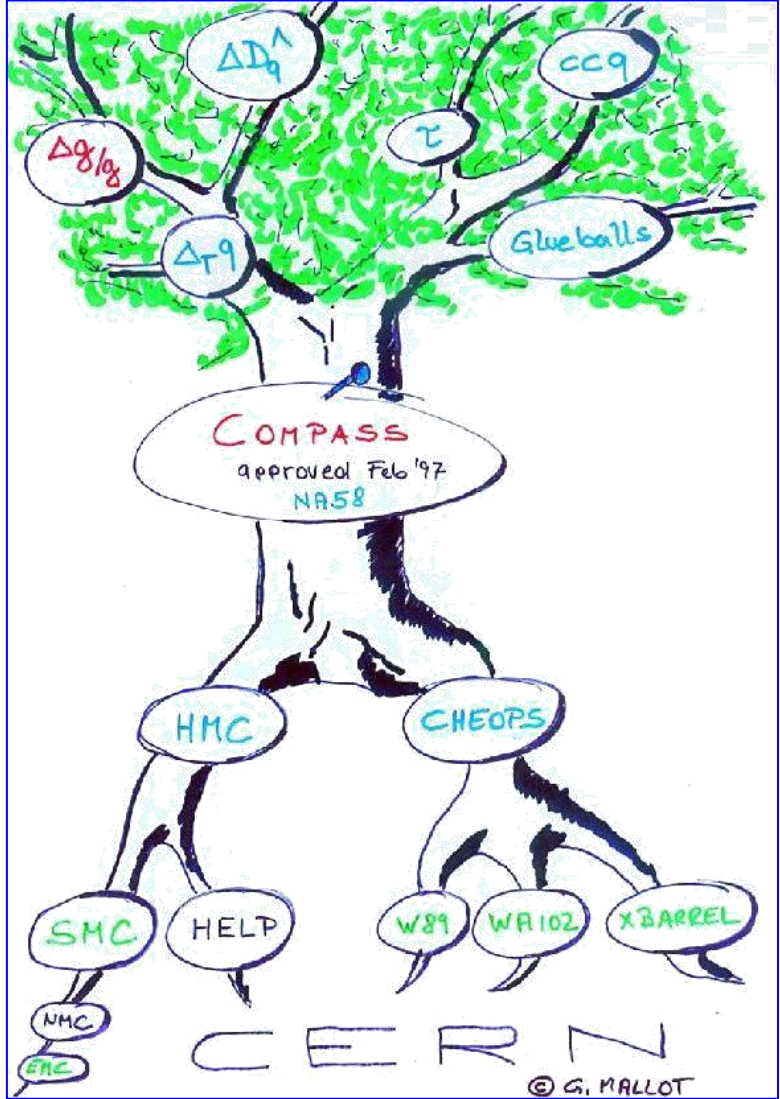 ΔD_q^Λ
CCq
Δg/g
τ
Δ_T q
Glueballs
COMPASS
approved Feb '97
NA58
HMC
CHEOPS
SMC
HELP
W89
WA102
XBARREL
NMC
EMC
CERN
© G. MALLOT